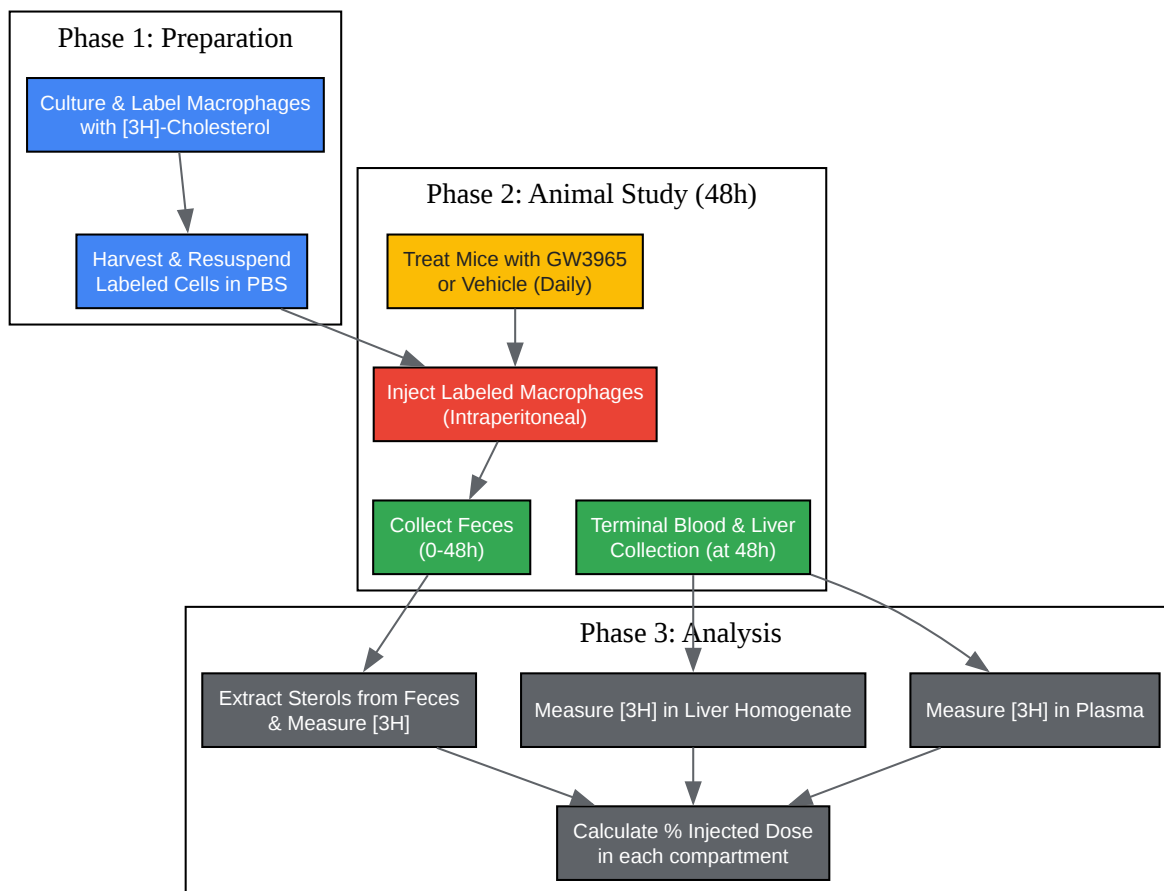 Phase 1: Preparation
Culture & Label Macrophages
with [3H]-Cholesterol
Harvest & Resuspend
Labeled Cells in PBS
Phase 2: Animal Study (48h)
Treat Mice with GW3965
or Vehicle (Daily)
Inject Labeled Macrophages
(Intraperitoneal)
Collect Feces
(0-48h)
Terminal Blood & Liver
Collection (at 48h)
Phase 3: Analysis
Extract Sterols from Feces
& Measure [3H]
Measure [3H] in Liver Homogenate
Measure [3H] in Plasma
Calculate % Injected Dose
in each compartment